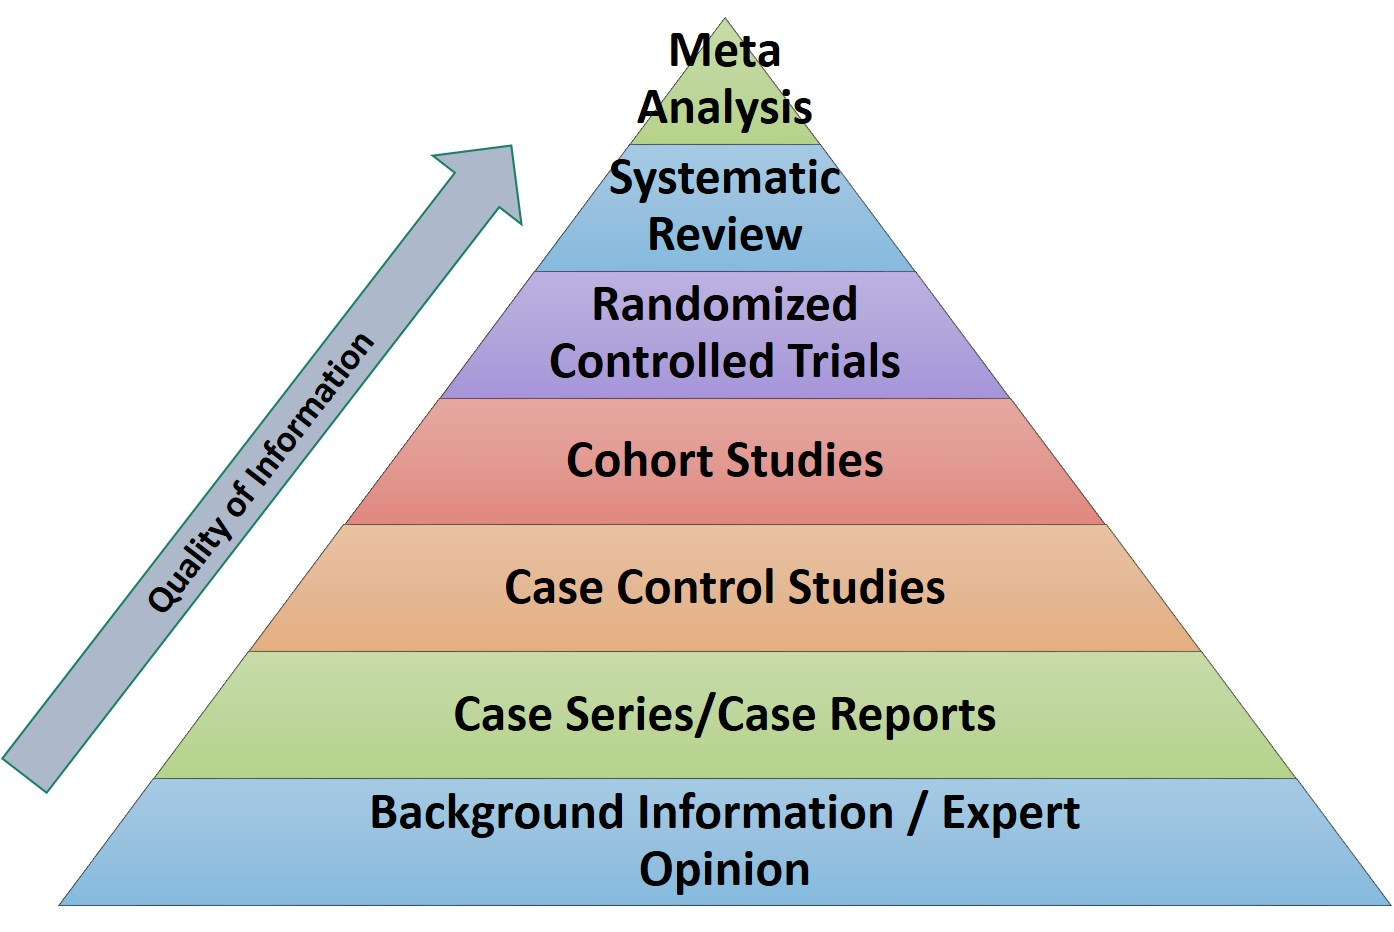 Meta
Analysis
Systematic
Review
Randomized
Controlled Trials
Cohort Studies
Case Control Studies
Case Series/Case Reports
Background Information / Expert
Opinion
Quality of Information